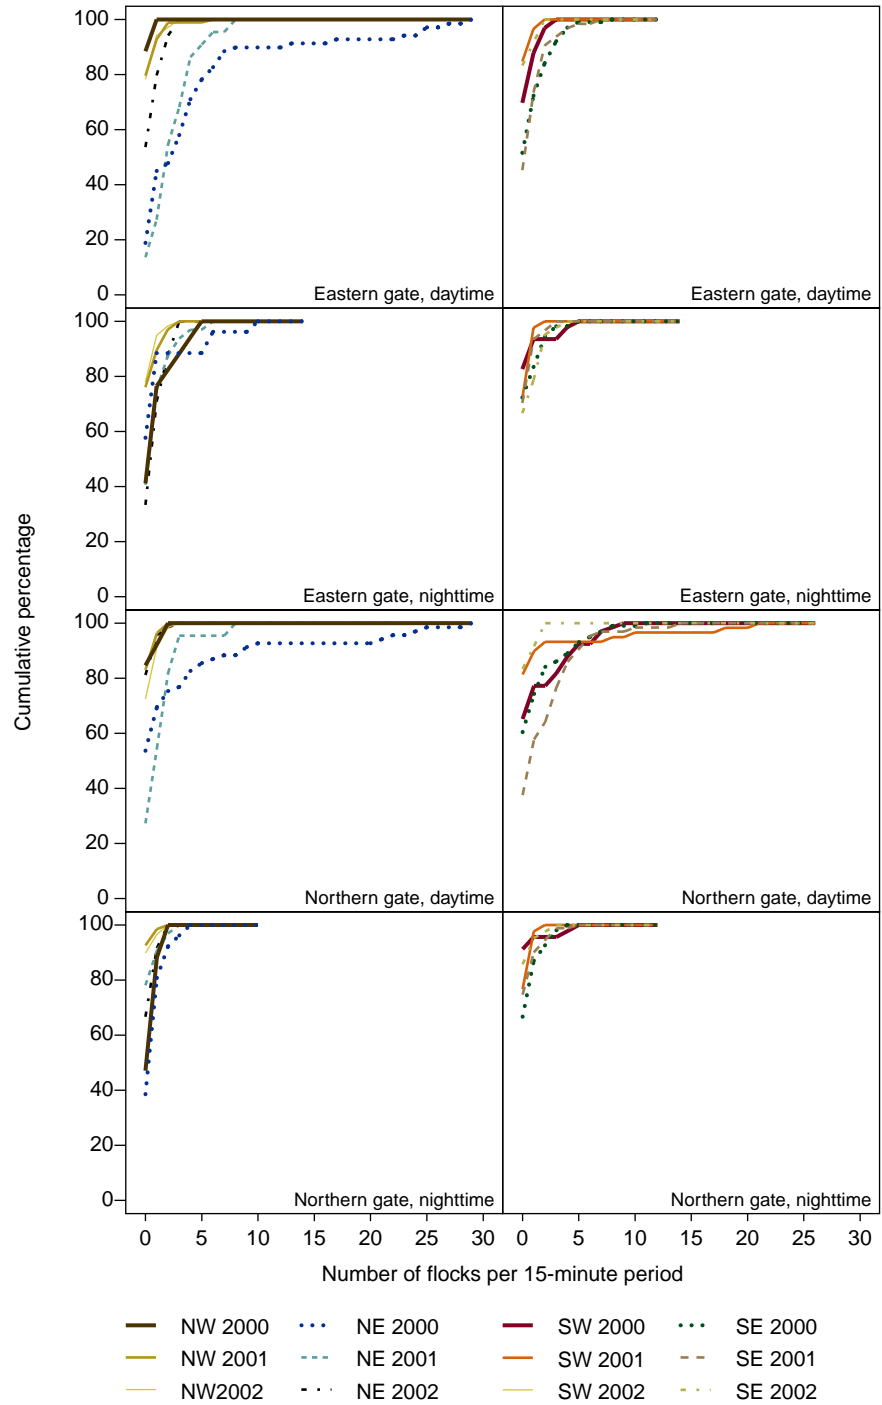 100
80
60
40
20
0
Eastern gate, daytime
Eastern gate, daytime
100
80
60
40
20
0
Eastern gate, nighttime
Eastern gate, nighttime
Cumulative percentage
100
80
60
40
20
0
Northern gate, daytime
Northern gate, daytime
100
80
60
40
20
0
Northern gate, nighttime
Northern gate, nighttime
0 5 10 15 20 25 30 0 5 10 15 20 25 30
Number of flocks per 15-minute period
NW 2000 NE 2000 SW 2000 SE 2000
NW 2001 NE 2001 SW 2001 SE 2001
NW2002 NE 2002 SW 2002 SE 2002